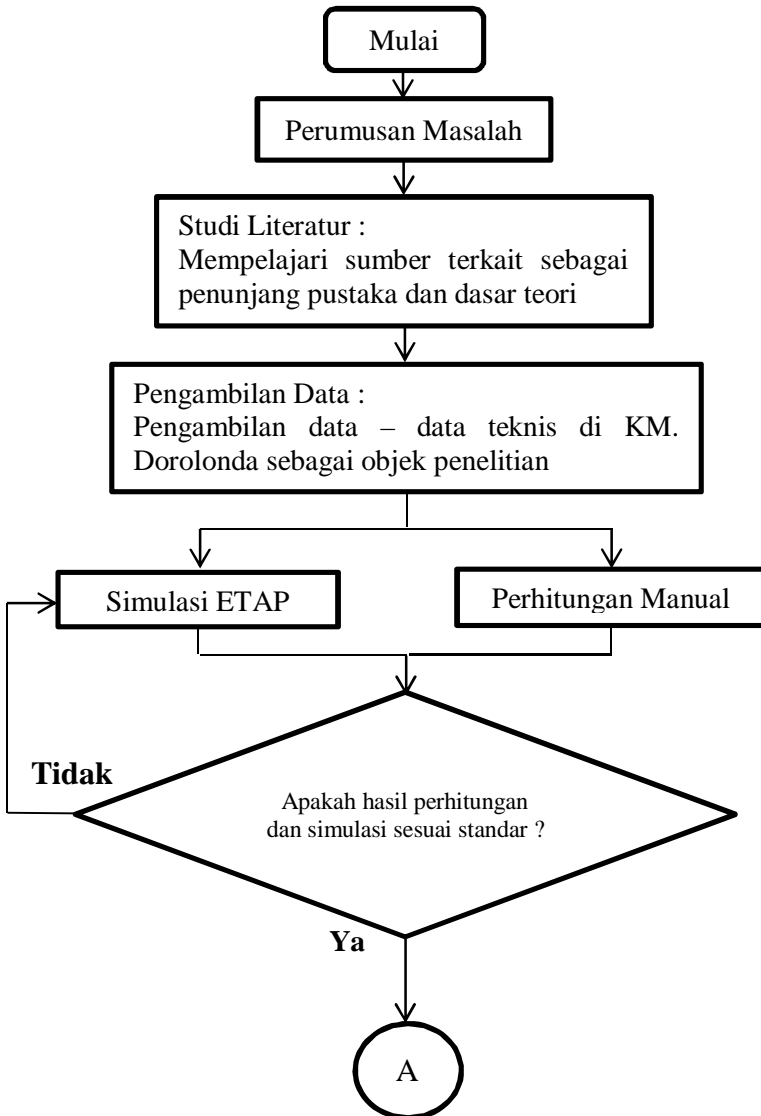 Mulai
Perumusan Masalah
Studi Literatur :
Mempelajari sumber terkait sebagai
penunjang pustaka dan dasar teori
Pengambilan Data :
Pengambilan data – data teknis di KM.
Dorolonda sebagai objek penelitian
Simulasi ETAP
Perhitungan Manual
Tidak
Apakah hasil perhitungan
dan simulasi sesuai standar ?
Ya
A